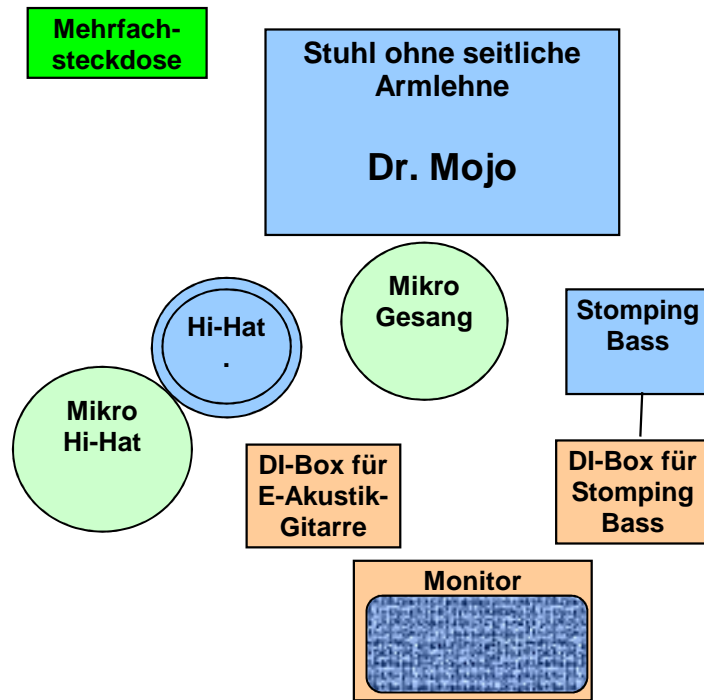 Mehrfach-
steckdose
Stuhl ohne seitliche
Armlehne
Dr. Mojo
Mikro
Gesang
Hi-Hat
.
Stomping
Bass
Mikro
Hi-Hat
DI-Box für
E-Akustik-
Gitarre
DI-Box für
Stomping
Bass
Monitor